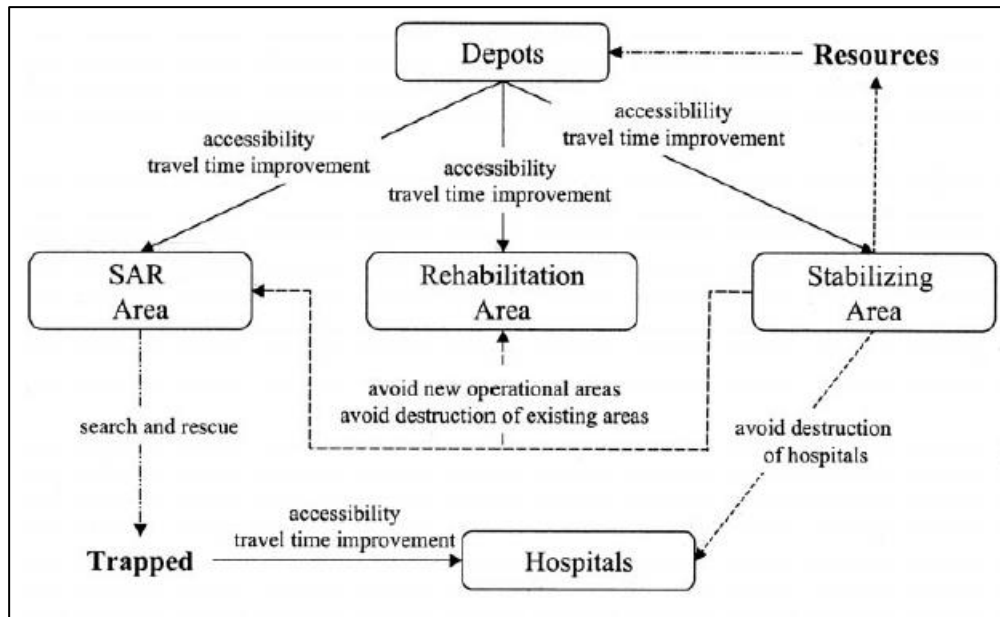 Depots
Resources
accessibility
travel time improvement
accessibility
travel time improvement
accessiblility
travel time improvement
SAR
Area
Rehabilitation
Area
Stabilizing
Area
avoid new operational areas
avoid destruction of existing areas
search and rescue
avoid destruction
of hospitals
accessibility
travel time improvement
Trapped
Hospitals